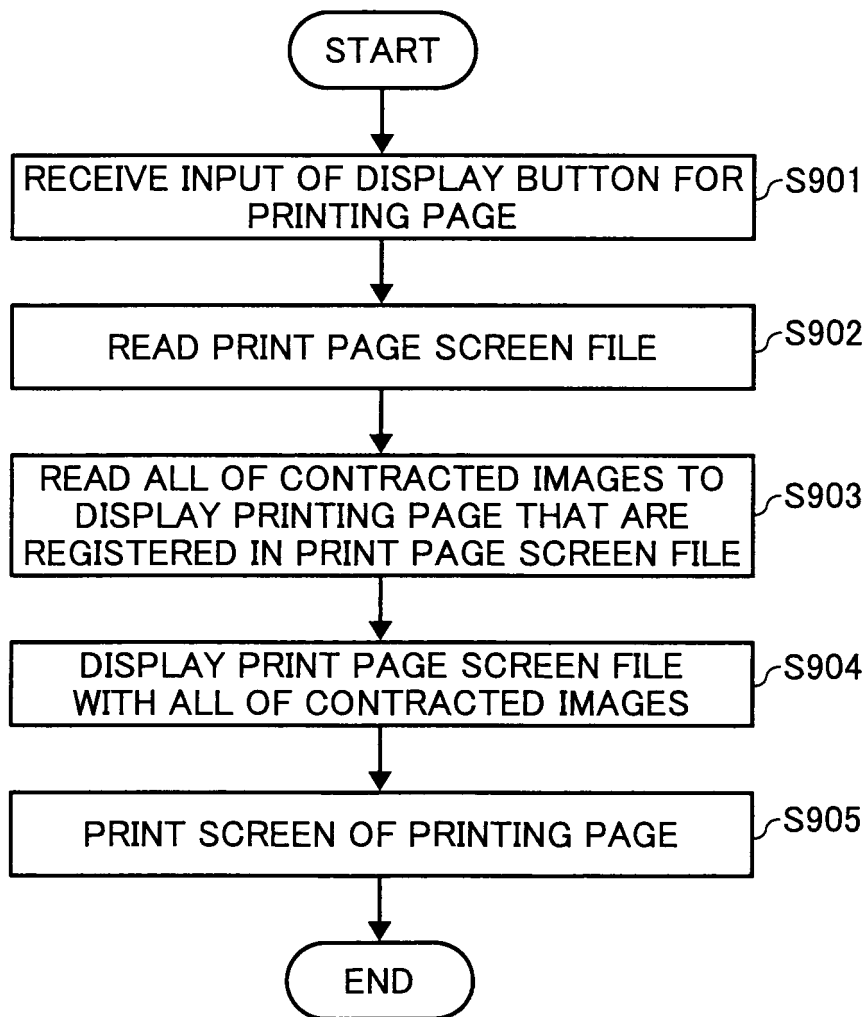 START
RECEIVE INPUT OF DISPLAY BUTTON FOR
PRINTING PAGE
S901
READ PRINT PAGE SCREEN FILE
S902
READ ALL OF CONTRACTED IMAGES TO
DISPLAY PRINTING PAGE THAT ARE
REGISTERED IN PRINT PAGE SCREEN FILE
S903
DISPLAY PRINT PAGE SCREEN FILE
WITH ALL OF CONTRACTED IMAGES
S904
PRINT SCREEN OF PRINTING PAGE
S905
END